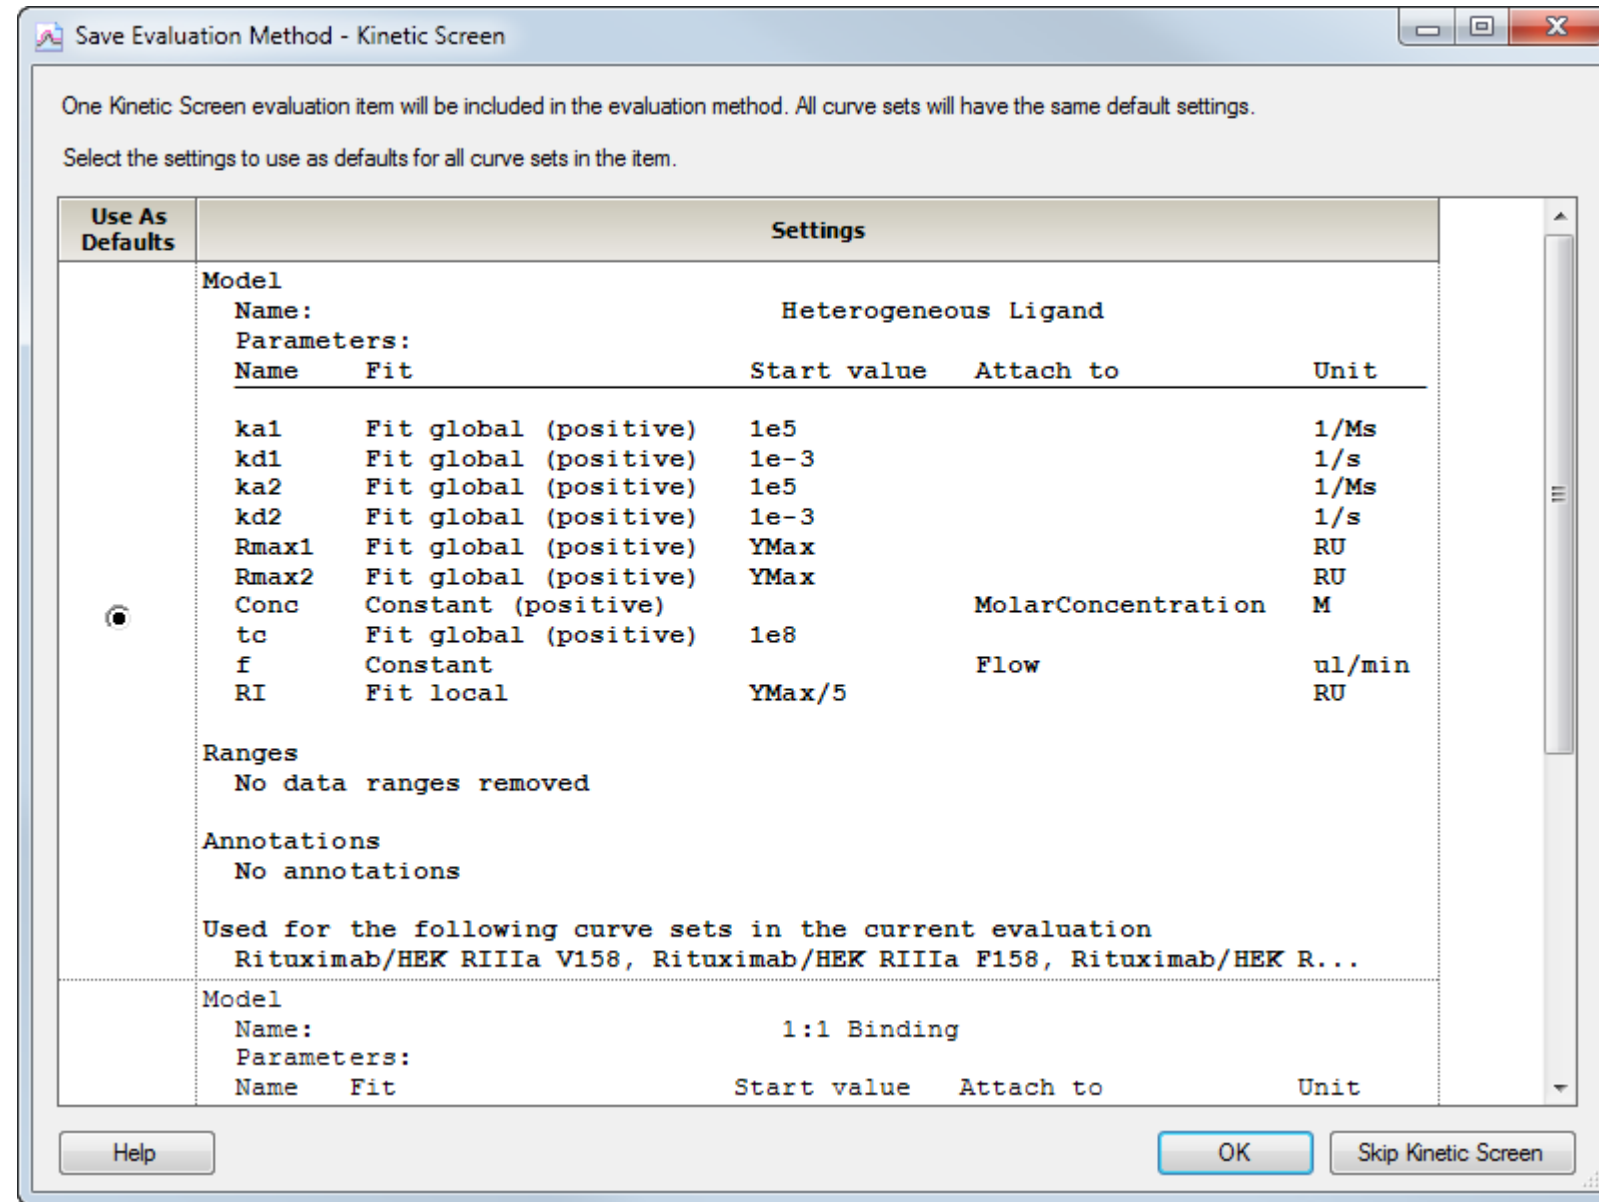 Save Evaluation Method - Kinetic Screen
One Kinetic Screen evaluation item will be included in the evaluation method. All curve sets will have the same default settings.
Select the settings to use as defaults for all curve sets in the item.
Use As Defaults Settings
Model
Name: Heterogeneous Ligand
Parameters:
Name Fit Start value Attach to Unit
ka1 Fit global (positive) 1e5 1/Ms
kd1 Fit global (positive) 1e-3 1/s
ka2 Fit global (positive) 1e5 1/Ms
kd2 Fit global (positive) 1e-3 1/s
Rmax1 Fit global (positive) YMax RU
Rmax2 Fit global (positive) YMax RU
Conc Constant (positive) MolarConcentration M
tc Fit global (positive) 1e8
f Constant Flow ul/min
RI Fit local YMax/5 RU
Ranges
No data ranges removed
Annotations
No annotations
Used for the following curve sets in the current evaluation
Rituximab/HEK RIIIa V158, Rituximab/HEK RIIIa F158, Rituximab/HEK R...
Model
Name: 1:1 Binding
Parameters:
Name Fit Start value Attach to Unit
Help OK Skip Kinetic Screen